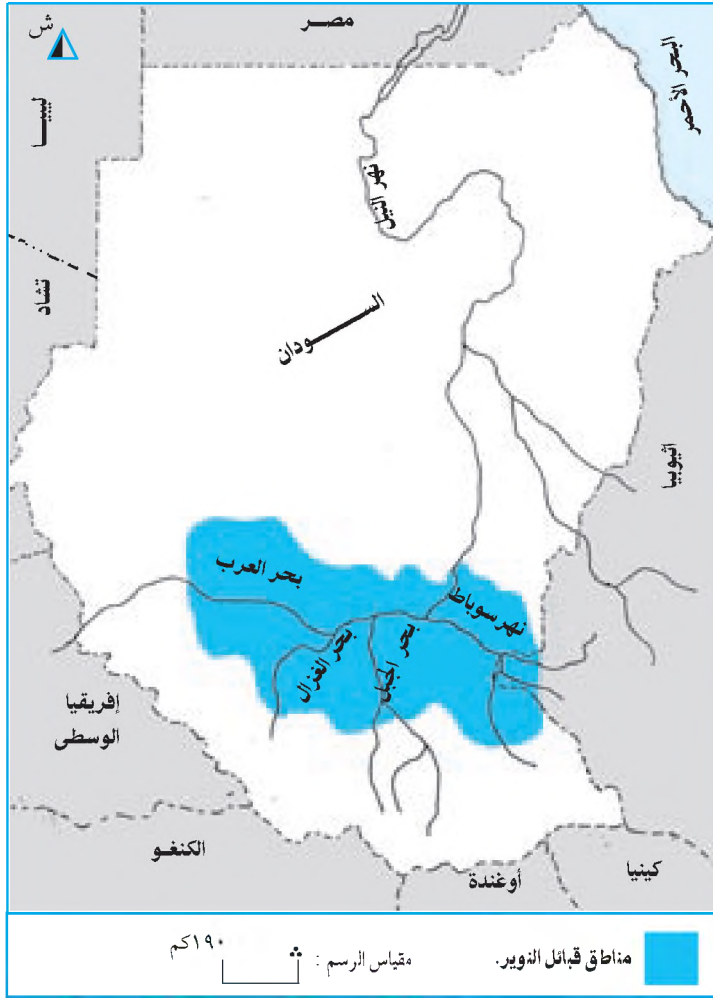 مصر
ش
البحر الأحمر
ليبيا
نهر النيل
تشاد
السودان
اثيوبيا
بحر العرب
نهر سوباط
بحر الغزال
بحر الجبل
إفريقيا
الوسطى
الكنغو
أوغندة
كينيا
مناطق قبائل النوير.
مقياس الرسم :
١٩٠كم